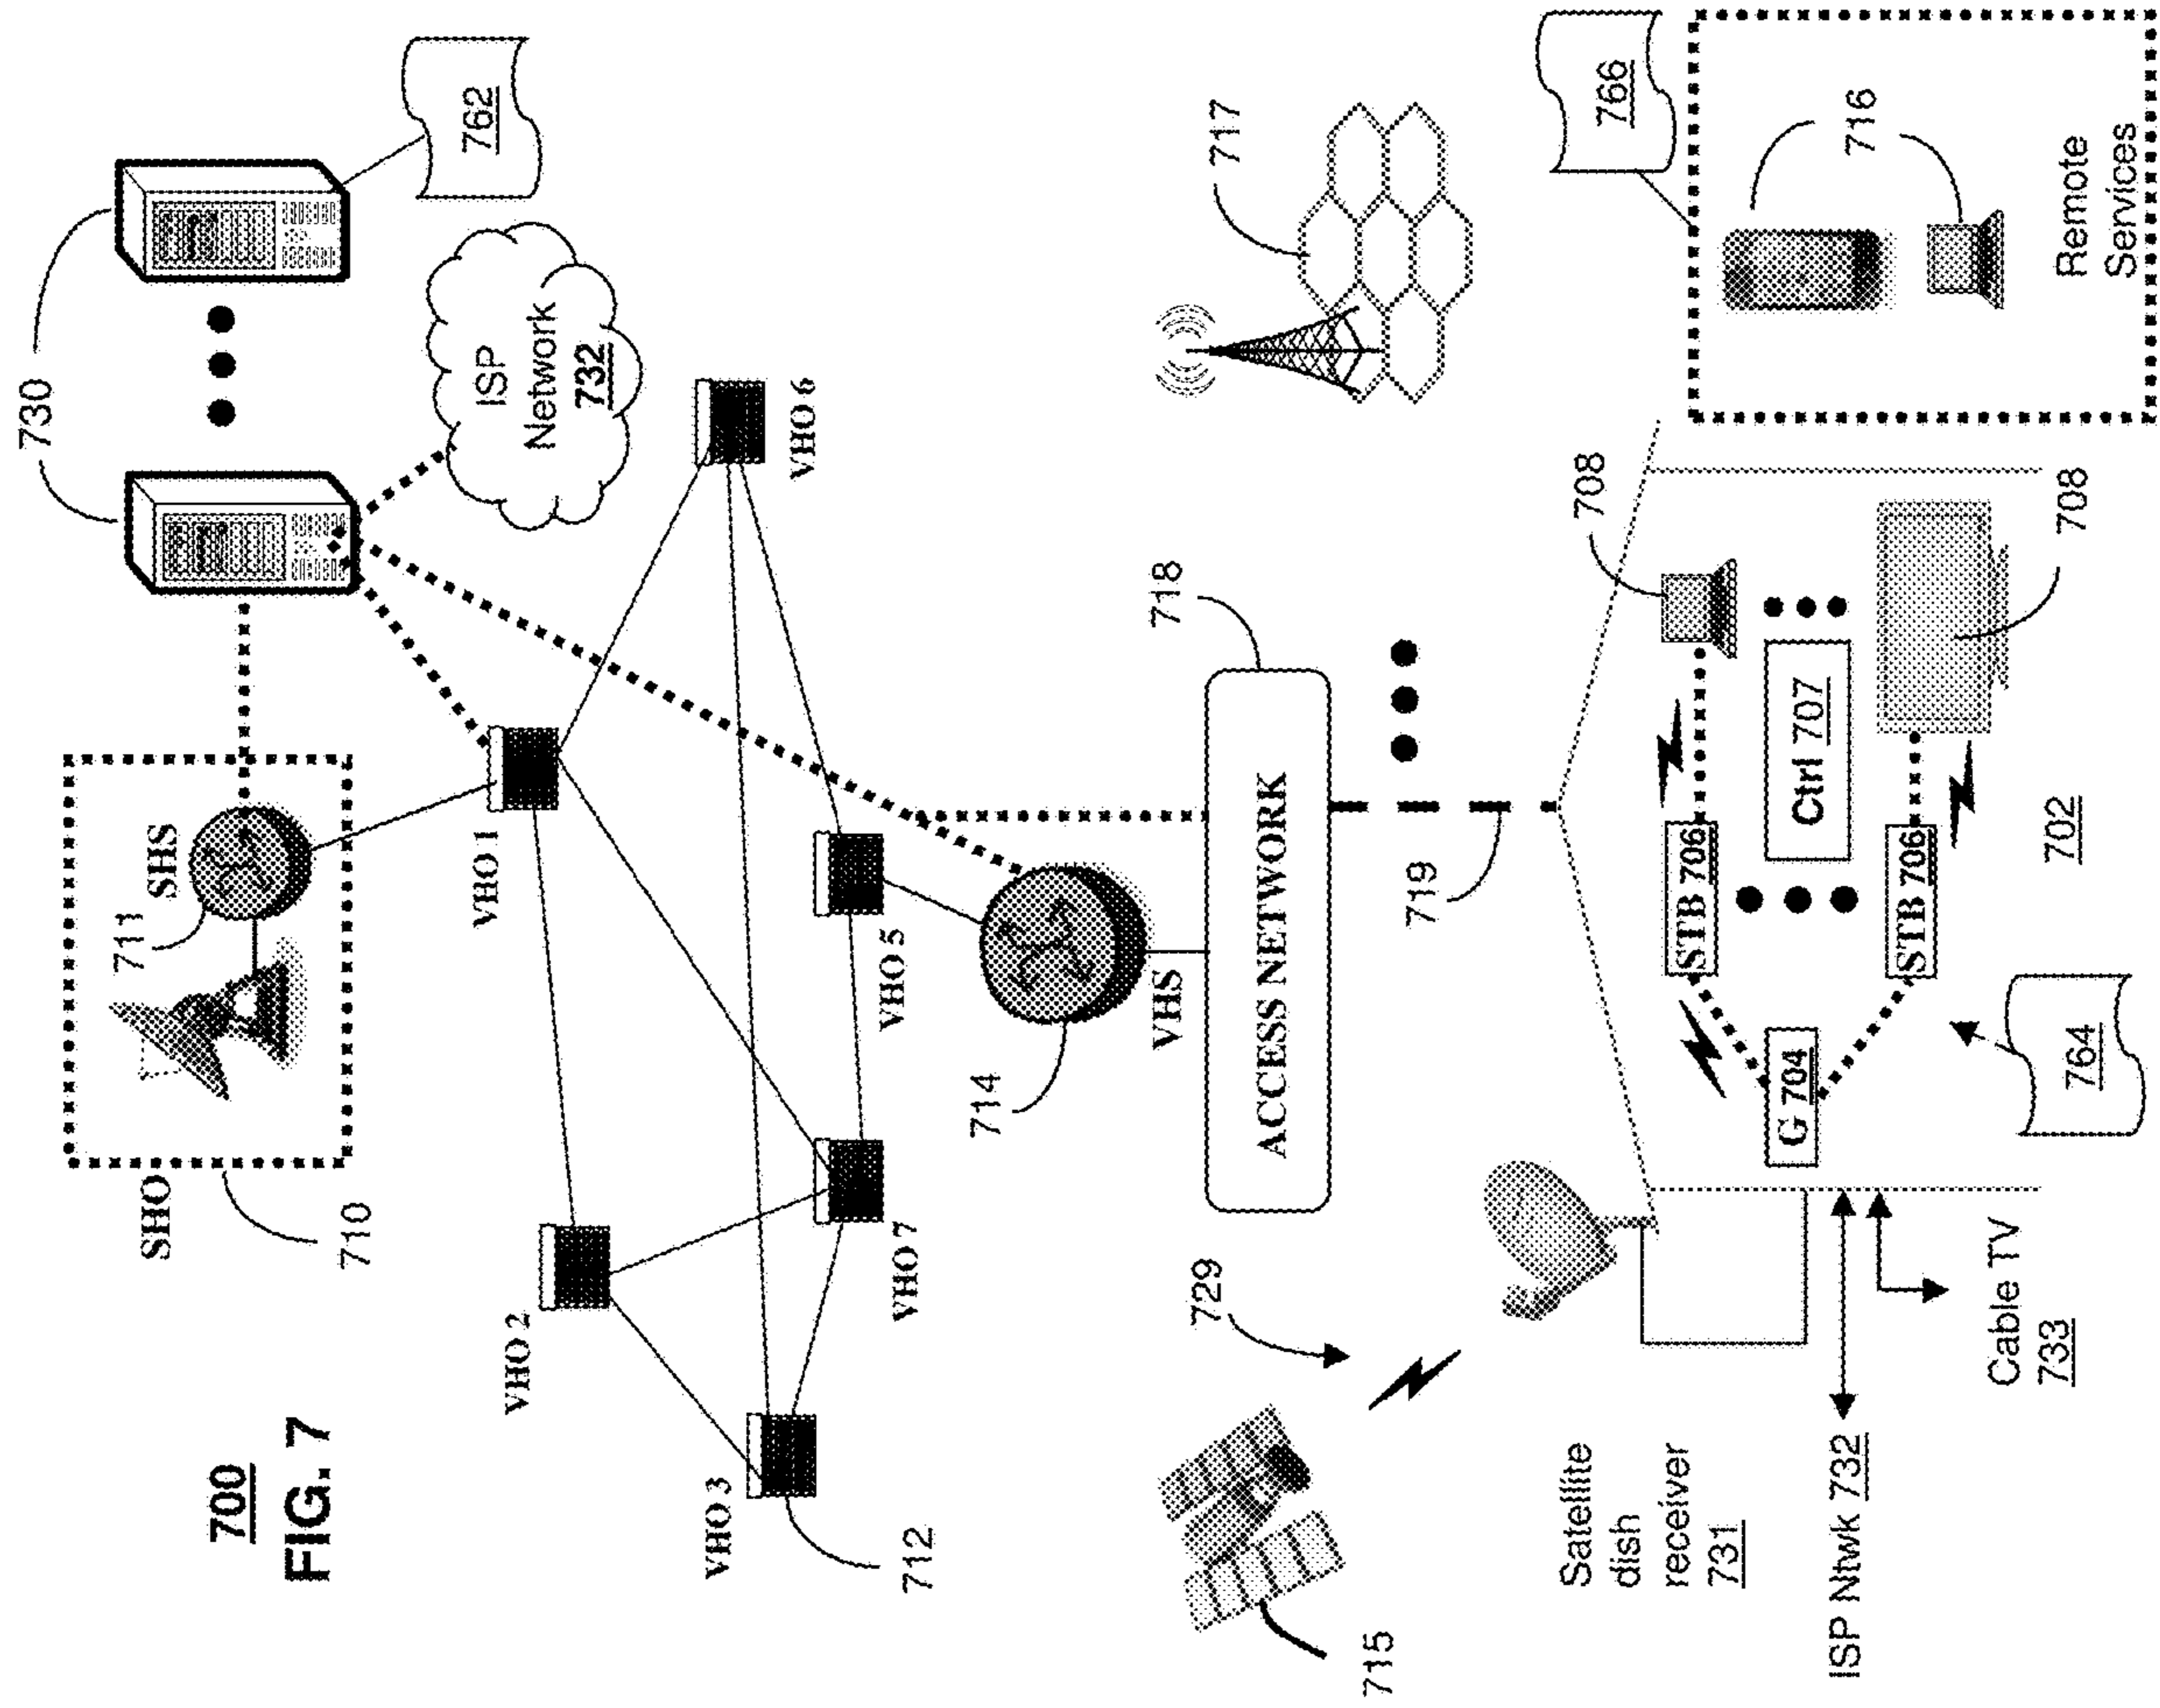 700
FIG. 7
SHO
710
711
SHS
730
762
ISP
Network
732
VHO 1
VHO 2
VHO 3
712
VHO 7
VHO 5
VHO 6
714
VHS
718
ACCESS NETWORK
719
717
715
729
Satellite
dish
receiver
731
ISP Ntwk 732
Cable TV
733
G 704
STB 706
STB 706
Ctrl 707
708
708
702
764
766
716
Remote
Services